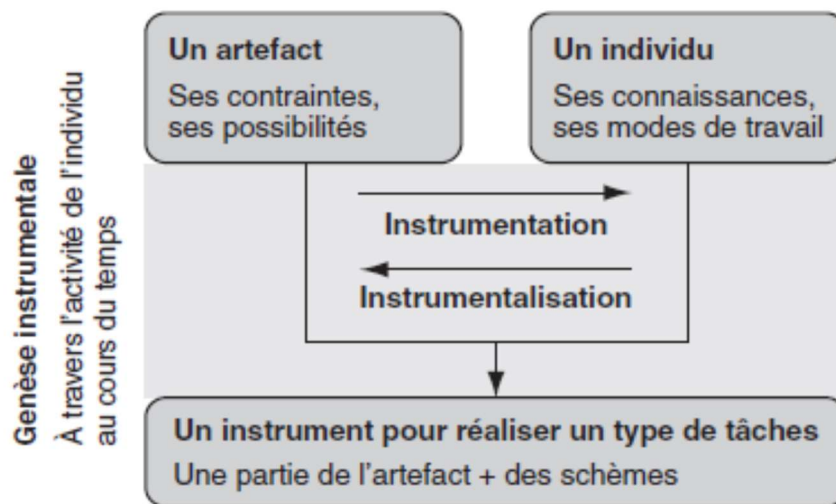 Genèse instrumentale
À travers l'activité de l'individu
au cours du temps
Un artefact
Ses contraintes,
ses possibilités
Un individu
Ses connaissances,
ses modes de travail
Instrumentation
Instrumentalisation
Un instrument pour réaliser un type de tâches
Une partie de l'artefact + des schèmes